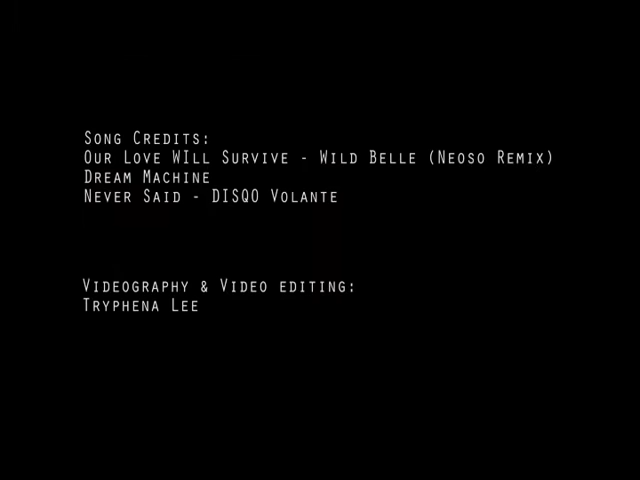 Song Credits:
Our Love WIll Survive - Wild Belle (Neoso Remix)
Dream Machine
Never Said - DISQO Volante
Videography & Video editing:
Tryphena Lee